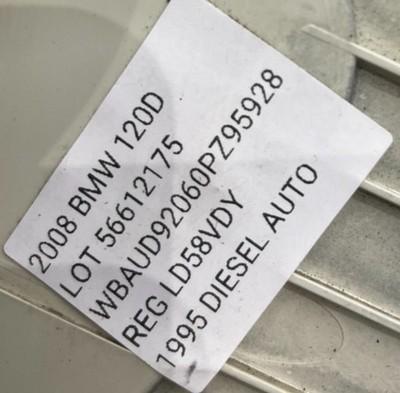 2008 BMW 120D
LOT 56612175
WBAUD92060PZ95928
REG LD58VDY
1995 DIESEL AUTO